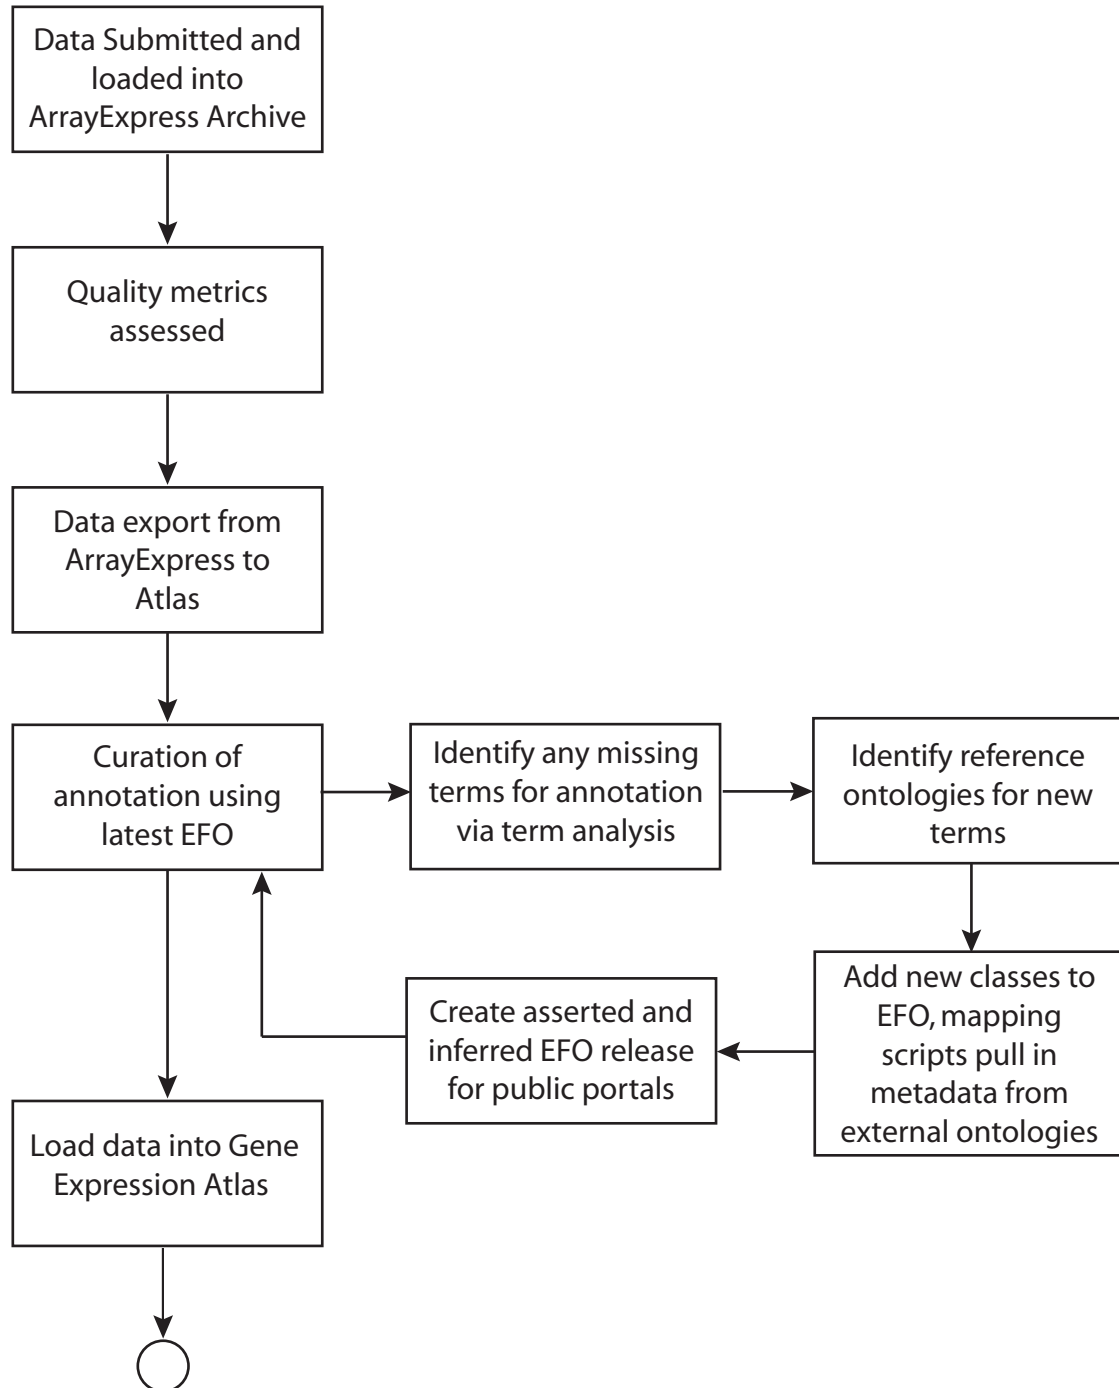 Data Submitted and
loaded into
ArrayExpress Archive
Quality metrics
assessed
Data export from
ArrayExpress to
Atlas
Curation of
annotation using
latest EFO
Identify any missing
terms for annotation
via term analysis
Identify reference
ontologies for new
terms
Add new classes to
EFO, mapping
scripts pull in
metadata from
external ontologies
Create asserted and
inferred EFO release
for public portals
Load data into Gene
Expression Atlas